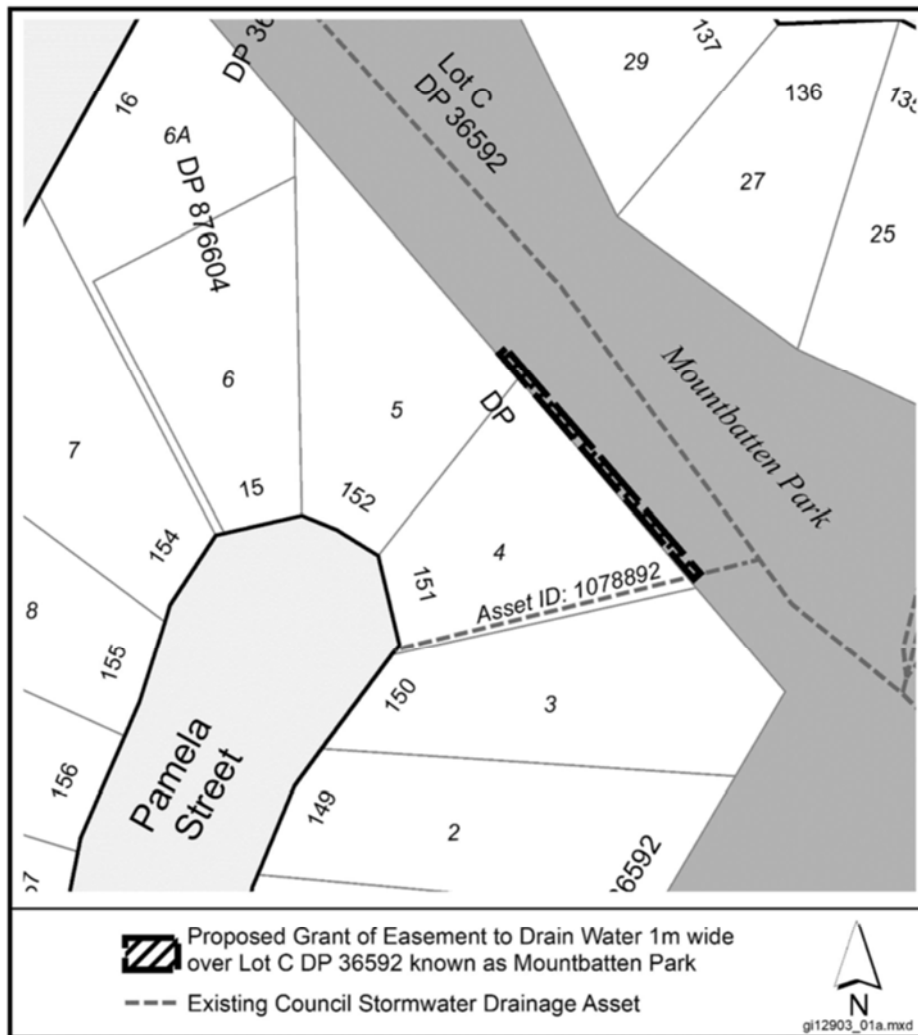 DP 36
Lot C
DP 36592
137
29
136
135
27
25
16
6A
DP 876604
6
5
DP
Mountbatten Park
7
15
152
154
4
151
Asset ID: 1078892
8
155
150
3
156
Pamela
Street
149
2
36592
57
Proposed Grant of Easement to Drain Water 1m wide
over Lot C DP 36592 known as Mountbatten Park
Existing Council Stormwater Drainage Asset
N
gi12903_01a.mxd